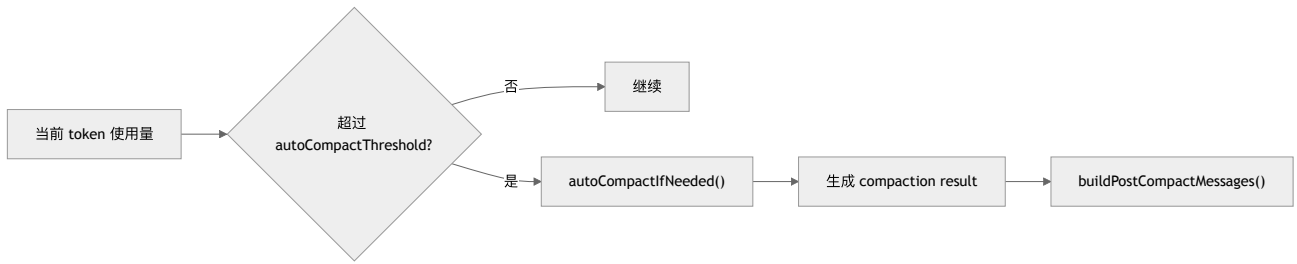 当前 token 使用量
超过
autoCompactThreshold?
否
继续
是
autoCompactIfNeeded()
生成 compaction result
buildPostCompactMessages()